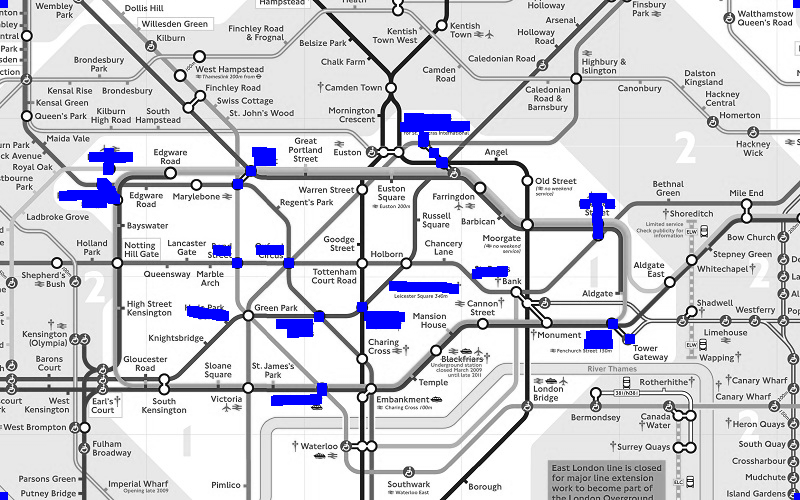 Wembley
Park
Dollis Hill
Willesden Green
Kilburn
Hampstead
Finchley Road
& Frognal
Belsize Park
Chalk Farm
Camden Town
Mornington
Crescent
Kentish
Town West
Kentish
Town
Camden
Road
Holloway
Arsenal
Holloway
Road
Caledonian Road
Finsbury
Park
Highbury &
Islington
Walthamstow
Queen's Road
Caledonian Road
& Barnsbury
Canonbury
Dalston
Kingsland
Hackney
Central
Homerton
Hackney
Wick
Brondesbury
Park
Brondesbury
West Hampstead
Thameslink 200m
Finchley Road
Swiss Cottage
St. John's Wood
Kensal Rise
Kensal Green
Queen's Park
Kilburn
High Road
South
Hampstead
Maida Vale
Royal Oak
Ladbroke Grove
Edgware
Road
Edgware
Road
Marylebone
Great
Portland
Street
Euston
Warren Street
Euston
Square
Euston 200m
Regent's Park
Russell
Square
Goodge
Street
Angel
Farringdon
Barbican
Old Street
(no weekend
service)
Moorgate
(no weekend
service)
Chancery
Lane
Holborn
Tottenham
Court Road
Bayswater
Holland
Park
Notting
Hill Gate
Lancaster
Gate
Queensway
Marble
Arch
Shepherd's
Bush
High Street
Kensington
Kensington
(Olympia)
Knightsbridge
Green Park
Leicester Square 340m
Bank
Cannon
Street
Mansion
House
Monument
Fenchurch Street 150m
Tower
Gateway
Aldgate
Aldgate
East
Bethnal
Green
Mile End
Shoreditch
Limited service
Check publicity for
information
Bow Church
Stepney Green
Whitechapel
Shadwell
Westferry
Limehouse
Wapping
ELW
ELW
Barons
Court
Gloucester
Road
Sloane
Square
St. James's
Park
Charing
Cross
Blackfriars
Underground station
closed March 2009
until late 2011
Temple
Embankment
Charing Cross 100m
West
Kensington
Earl's
Court
South
Kensington
Victoria
Waterloo
Southwark
Waterloo East
London
Bridge
River Thames
Bermondsey
Rotherhithe
Canada
Water
Surrey Quays
Canary Wharf
Canary Wharf
Heron Quays
South Quay
Crossharbour
Mudchute
Island Gardens
West Brompton
Fulham
Broadway
Parsons Green
Putney Bridge
Imperial Wharf
Opening late 2009
Pimlico
Borough
ELC
East London line is closed
for major line extension
work to become part of
the London Overground
1
2
2
2